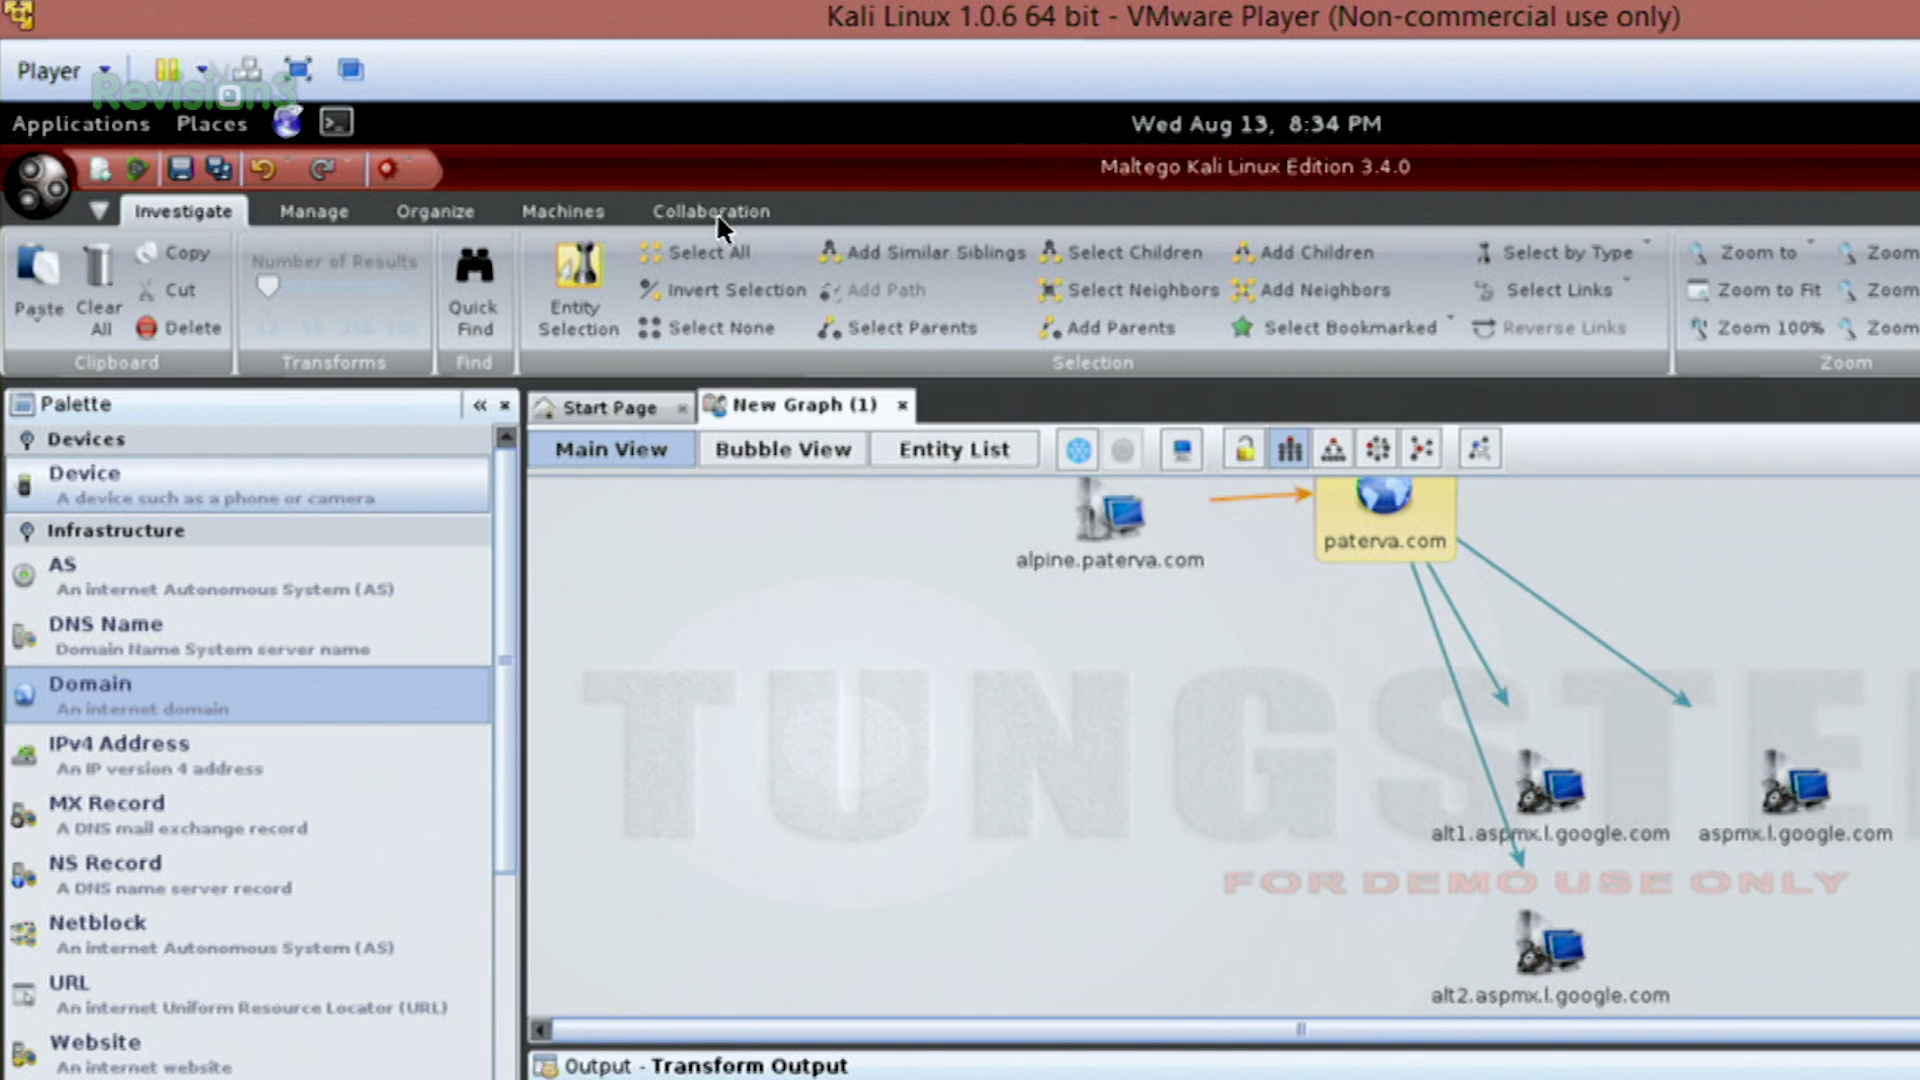 Kali Linux 1.0.6 64 bit - VMware Player (Non-commercial use only)
Player
Revision3
Applications Places Wed Aug 13, 8:34 PM
Maltego Kali Linux Edition 3.4.0
Investigate Manage Organize Machines Collaboration
Copy Number of Results Select All Add Similar Siblings Select Children Add Children Select by Type Zoom to Zoom
Cut Invert Selection Add Path Select Neighbors Add Neighbors Select Links Zoom to Fit Zoom
Paste Clear All Delete Quick Find Entity Selection Select None Select Parents Add Parents Select Bookmarked Reverse Links Zoom 100% Zoom
Clipboard Transforms Find Selection Zoom
Palette Start Page New Graph (1)
Devices
Main View Bubble View Entity List
Device
A device such as a phone or camera
Infrastructure
AS
An internet Autonomous System (AS)
DNS Name
Domain Name System server name
Domain
An internet domain
IPv4 Address
An IP version 4 address
MX Record
A DNS mail exchange record
NS Record
A DNS name server record
Netblock
An internet Autonomous System (AS)
URL
An internet Uniform Resource Locator (URL)
Website
An internet website
paterva.com
alpine.paterva.com
TUNGSTE
alt1.aspmx.l.google.com aspmx.l.google.com
FOR DEMO USE ONLY
alt2.aspmx.l.google.com
Output - Transform Output